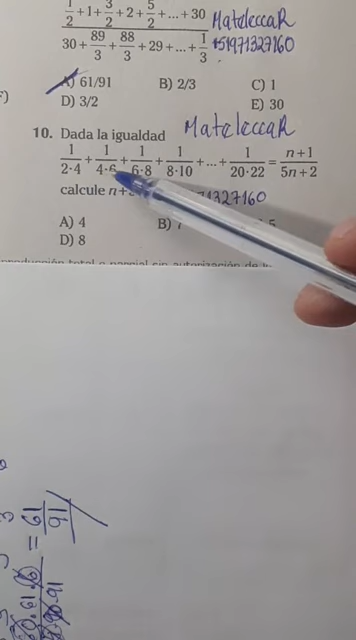 1/2 + 1 + 3/2 + 2 + 5/2 + ... + 30
MateleccaR
30 + 89/3 + 88/3 + 29 + ... + 1/3
+51971327160
A) 61/91 B) 2/3 C) 1
D) 3/2 E) 30
10. Dada la igualdad
MateleccaR
1/2·4 + 1/4·6 + 1/6·8 + 1/8·10 + ... + 1/20·22 = n+1/5n+2
calcule n+ 71327160
A) 4 B) 5
D) 8
= 61/91